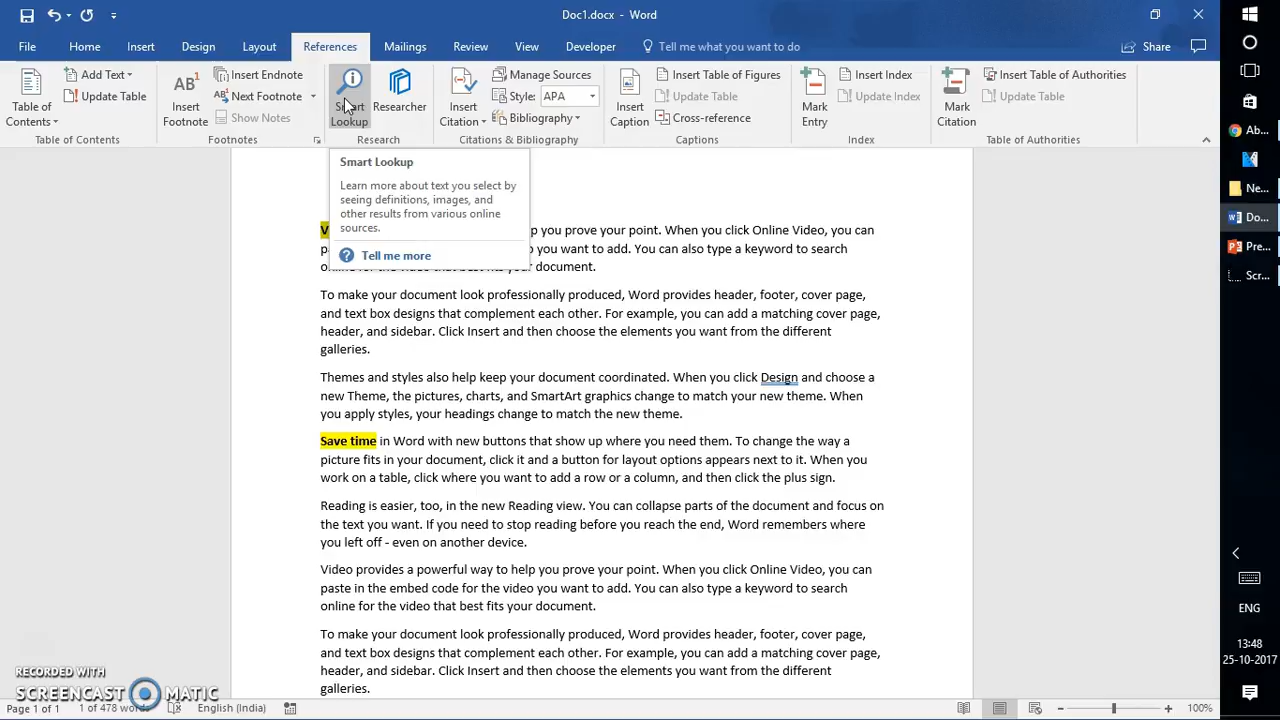 Doc1.docx - Word
File Home Insert Design Layout References Mailings Review View Developer Tell me what you want to do Share
Table of Contents
Add Text
Update Table
Table of Contents
AB¹ Insert Footnote
Insert Endnote
Next Footnote
Show Notes
Footnotes
Smart Lookup
Researcher
Research
Insert Citation
Manage Sources
Style: APA
Bibliography
Citations & Bibliography
Insert Caption
Insert Table of Figures
Update Table
Cross-reference
Captions
Mark Entry
Insert Index
Update Index
Index
Mark Citation
Insert Table of Authorities
Update Table
Table of Authorities
Smart Lookup
Learn more about text you select by
seeing definitions, images, and
other results from various online
sources.
Tell me more
you prove your point. When you click Online Video, you can
you want to add. You can also type a keyword to search
document.
To make your document look professionally produced, Word provides header, footer, cover page,
and text box designs that complement each other. For example, you can add a matching cover page,
header, and sidebar. Click Insert and then choose the elements you want from the different
galleries.
Themes and styles also help keep your document coordinated. When you click Design and choose a
new Theme, the pictures, charts, and SmartArt graphics change to match your new theme. When
you apply styles, your headings change to match the new theme.
Save time in Word with new buttons that show up where you need them. To change the way a
picture fits in your document, click it and a button for layout options appears next to it. When you
work on a table, click where you want to add a row or a column, and then click the plus sign.
Reading is easier, too, in the new Reading view. You can collapse parts of the document and focus on
the text you want. If you need to stop reading before you reach the end, Word remembers where
you left off - even on another device.
Video provides a powerful way to help you prove your point. When you click Online Video, you can
paste in the embed code for the video you want to add. You can also type a keyword to search
online for the video that best fits your document.
To make your document look professionally produced, Word provides header, footer, cover page,
and text box designs that complement each other. For example, you can add a matching cover page,
header, and sidebar. Click Insert and then choose the elements you want from the different
galleries.
RECORDED WITH
SCREENCAST MATIC
Page 1 of 1 1 of 478 words English (India) 100%
Ab...
Ne...
Do...
Pre...
Scr...
ENG
13:48
25-10-2017